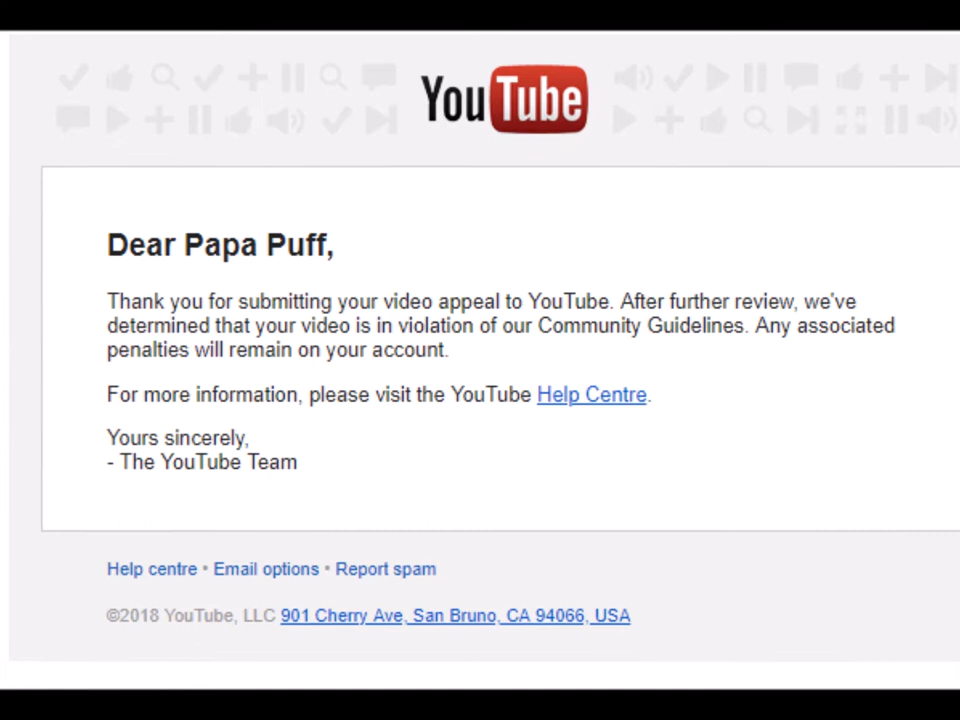 YouTube
Dear Papa Puff,
Thank you for submitting your video appeal to YouTube. After further review, we've
determined that your video is in violation of our Community Guidelines. Any associated
penalties will remain on your account.
For more information, please visit the YouTube Help Centre.
Yours sincerely,
- The YouTube Team
Help centre • Email options • Report spam
©2018 YouTube, LLC 901 Cherry Ave, San Bruno, CA 94066, USA